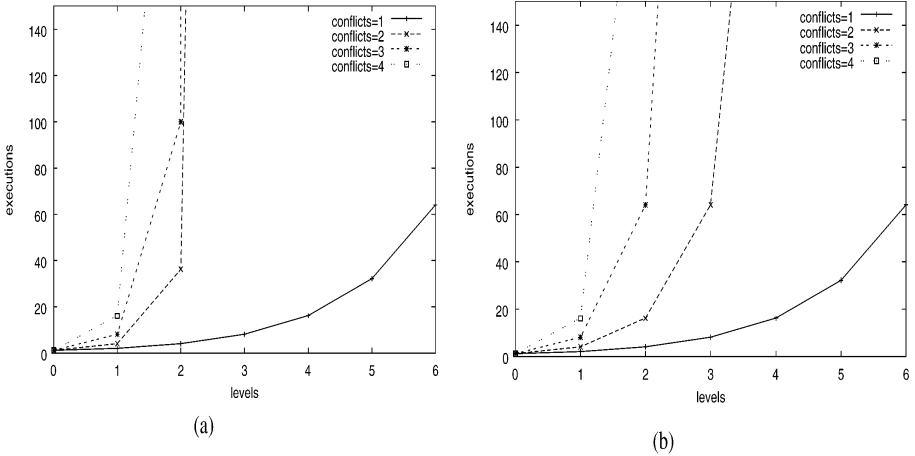 140
120
100
80
60
40
20
0
executions
0 1 2 3 4 5 6
levels
conflicts=1
conflicts=2
conflicts=3
conflicts=4
(a)
140
120
100
80
60
40
20
0
executions
0 1 2 3 4 5 6
levels
conflicts=1
conflicts=2
conflicts=3
conflicts=4
(b)